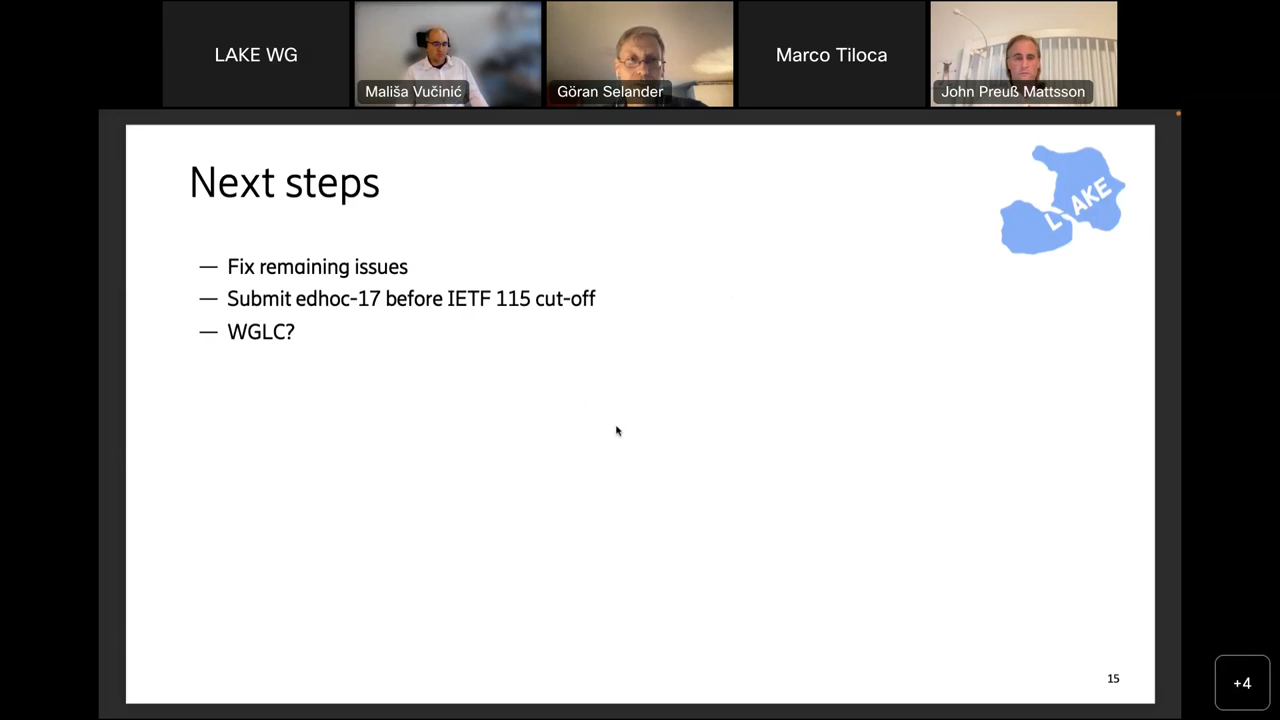 LAKE WG
Mališa Vučinić
Göran Selander
Marco Tiloca
John Preuß Mattsson
Next steps
LAKE
— Fix remaining issues
— Submit edhoc-17 before IETF 115 cut-off
— WGLC?
15
+4